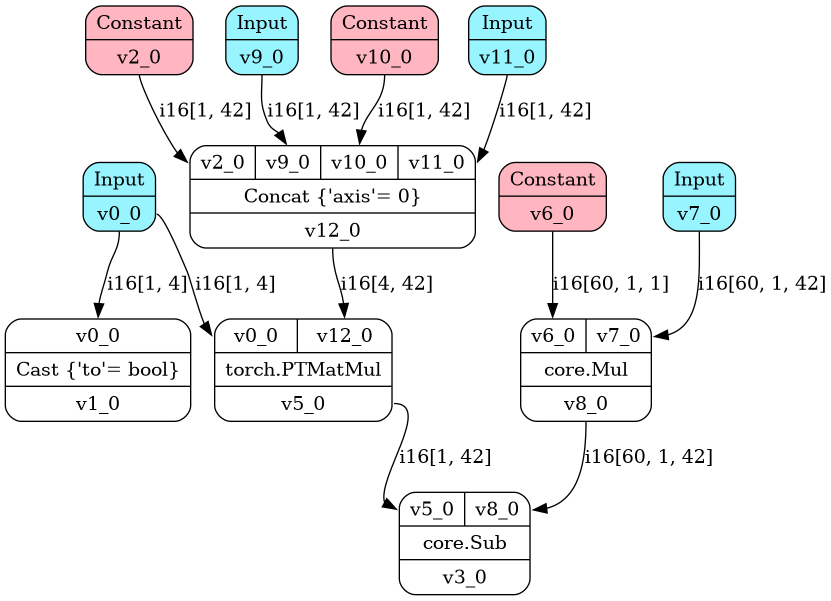 Constant
v2_0
Input
v9_0
Constant
v10_0
Input
v11_0
i16[1, 42]
i16[1, 42]
i16[1, 42]
i16[1, 42]
v2_0 v9_0 v10_0 v11_0
Concat {'axis'= 0}
v12_0
Input
v0_0
Constant
v6_0
Input
v7_0
i16[1, 4]
i16[1, 4]
i16[4, 42]
i16[60, 1, 1]
i16[60, 1, 42]
v0_0
Cast {'to'= bool}
v1_0
v0_0 v12_0
torch.PTMatMul
v5_0
v6_0 v7_0
core.Mul
v8_0
i16[1, 42]
i16[60, 1, 42]
v5_0 v8_0
core.Sub
v3_0